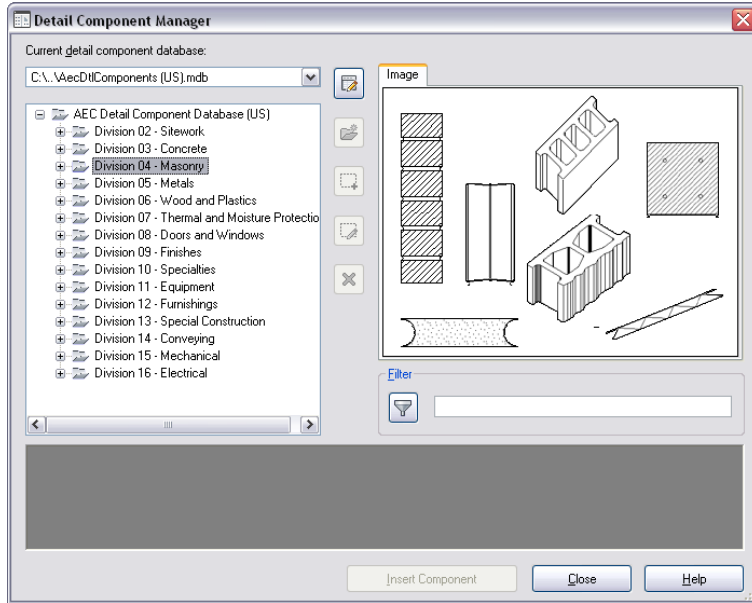 Detail Component Manager
Current detail component database:
C:\..\AecDtlComponents (US).mdb
Image
AEC Detail Component Database (US)
Division 02 - Sitework
Division 03 - Concrete
Division 04 - Masonry
Division 05 - Metals
Division 06 - Wood and Plastics
Division 07 - Thermal and Moisture Protectio
Division 08 - Doors and Windows
Division 09 - Finishes
Division 10 - Specialties
Division 11 - Equipment
Division 12 - Furnishings
Division 13 - Special Construction
Division 14 - Conveying
Division 15 - Mechanical
Division 16 - Electrical
Filter
Insert Component
Close
Help